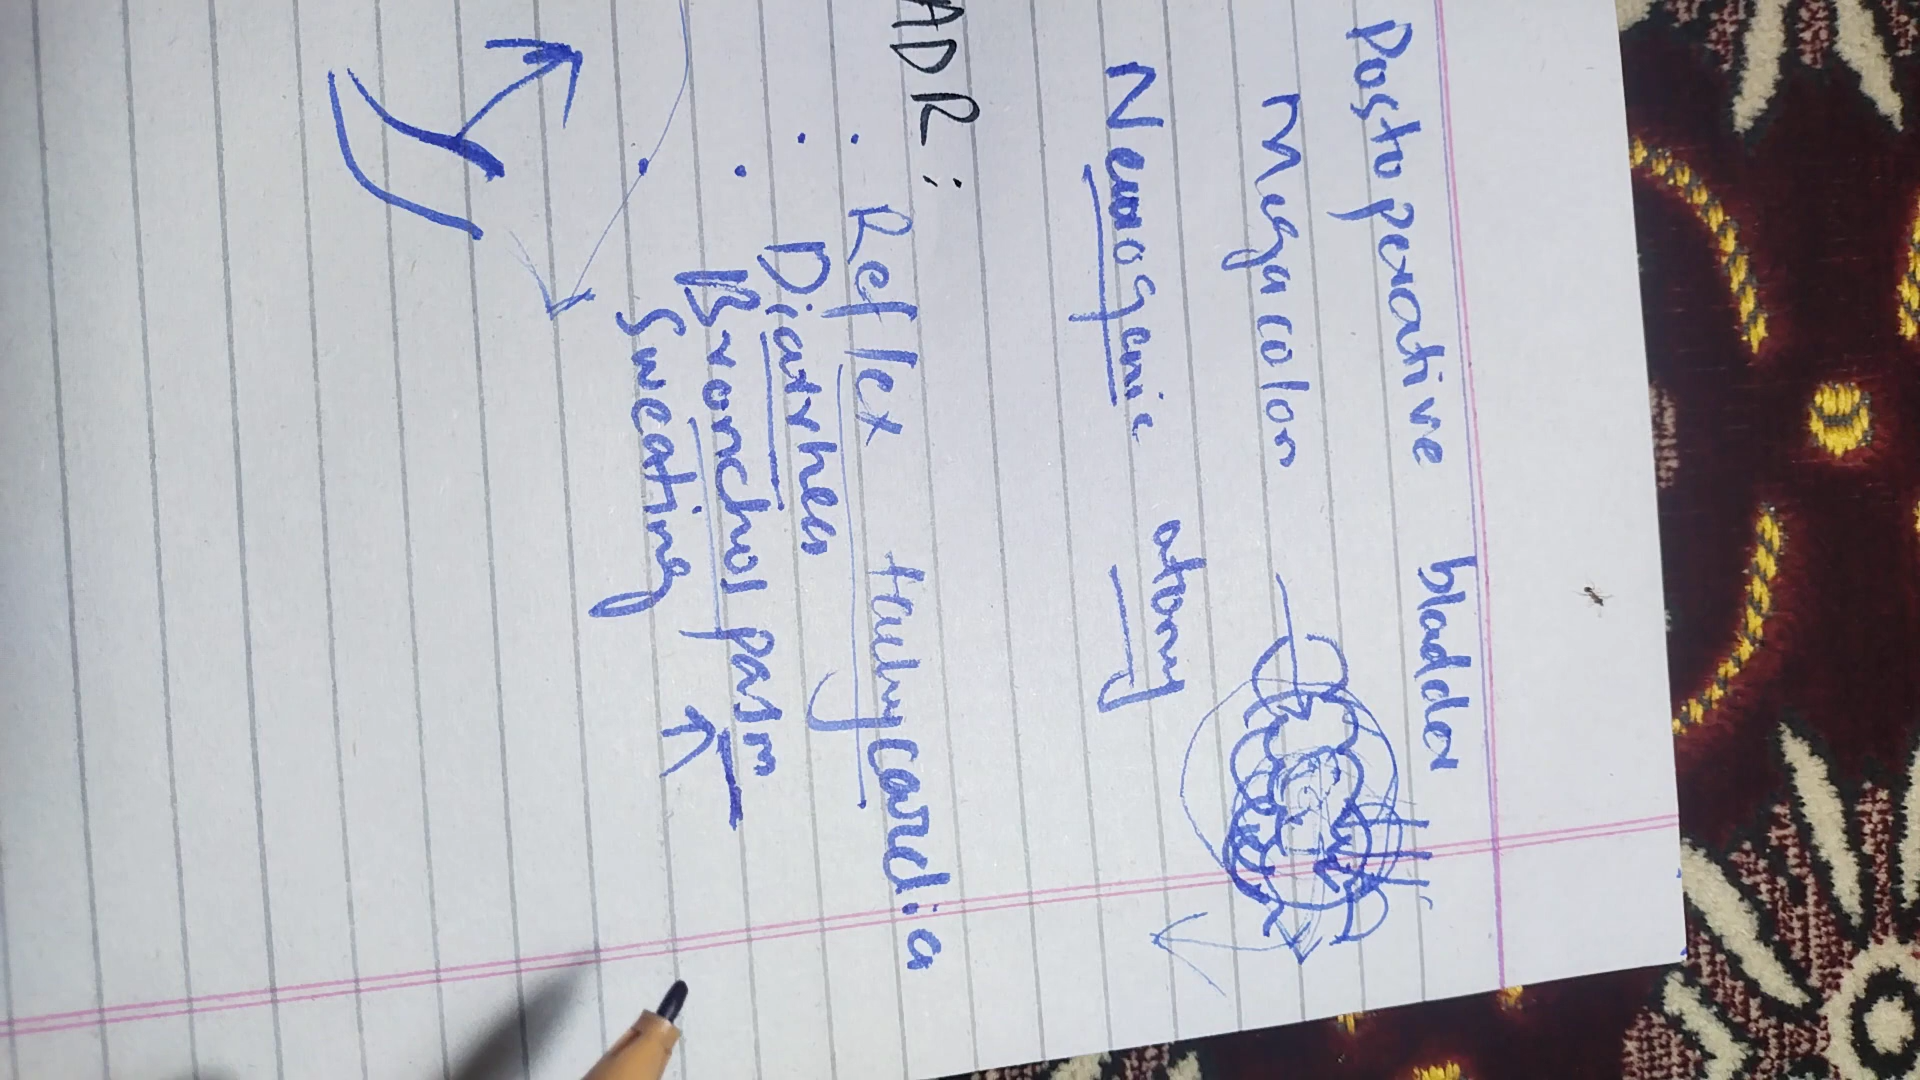 Postoperative bladder
Megacolon
Neurogenic atony
ADR:
. Reflex tachycardia
. Diarrhea
. Bronchospasm
. Sweating